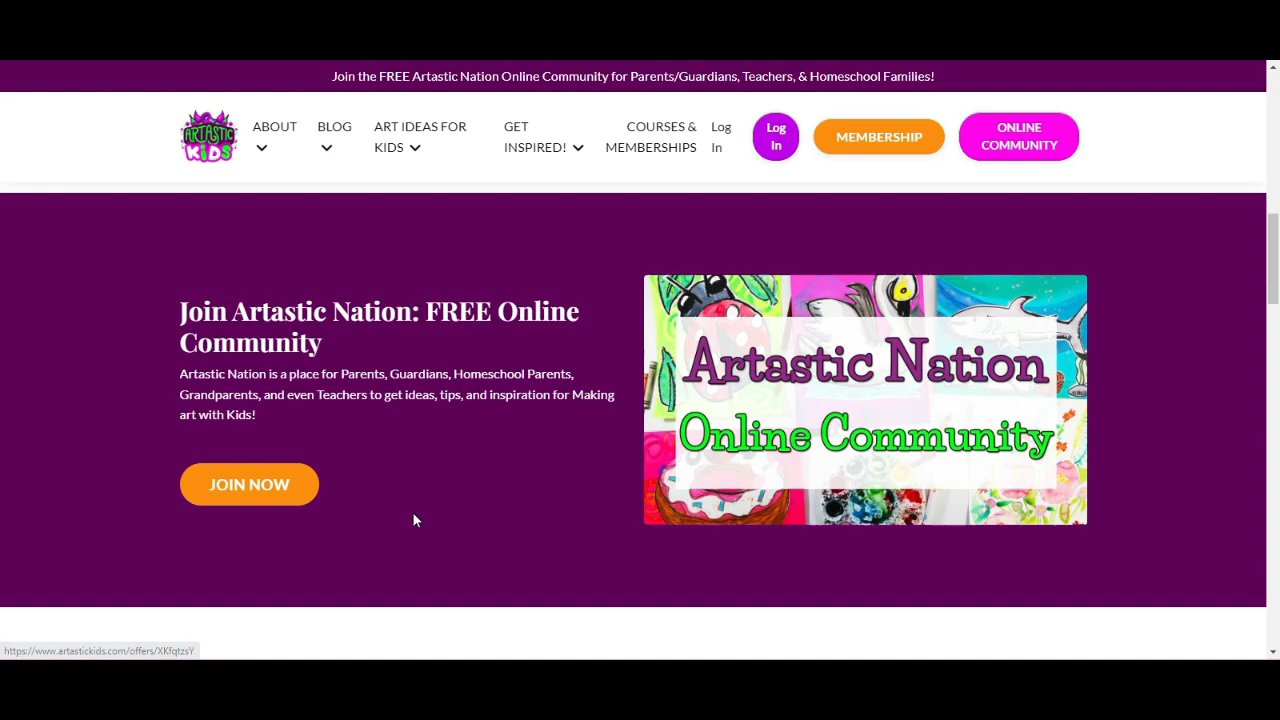 Join the FREE Artastic Nation Online Community for Parents/Guardians, Teachers, & Homeschool Families!
ARTASTIC
KIDS
ABOUT
BLOG
ART IDEAS FOR
KIDS
GET
INSPIRED!
COURSES &
MEMBERSHIPS
Log
In
Log
In
MEMBERSHIP
ONLINE
COMMUNITY
Join Artastic Nation: FREE Online
Community
Artastic Nation is a place for Parents, Guardians, Homeschool Parents,
Grandparents, and even Teachers to get ideas, tips, and inspiration for Making
art with Kids!
JOIN NOW
Artastic Nation
Online Community
https://www.artastickids.com/offers/XKfqtzsY